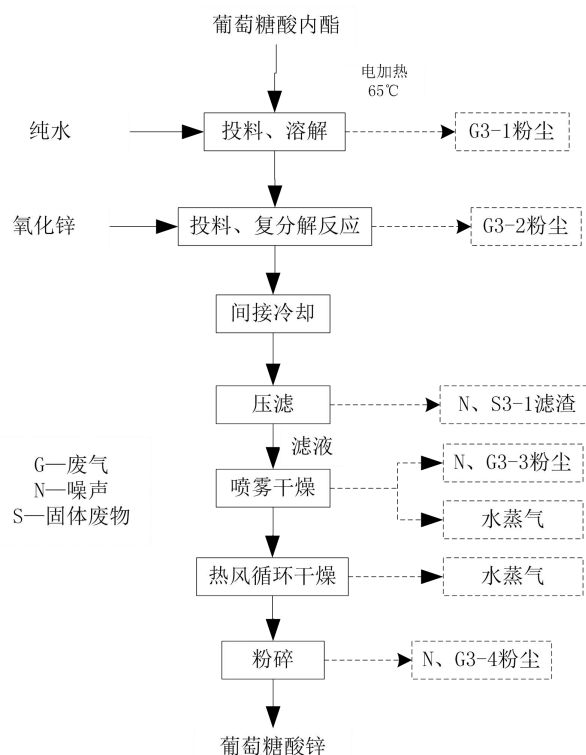 葡萄糖酸内酯
电加热
65℃
纯水
投料、溶解
G3-1粉尘
氧化锌
投料、复分解反应
G3-2粉尘
间接冷却
压滤
N、S3-1滤渣
滤液
G—废气
N—噪声
S—固体废物
喷雾干燥
N、G3-3粉尘
水蒸气
热风循环干燥
水蒸气
粉碎
N、G3-4粉尘
葡萄糖酸锌